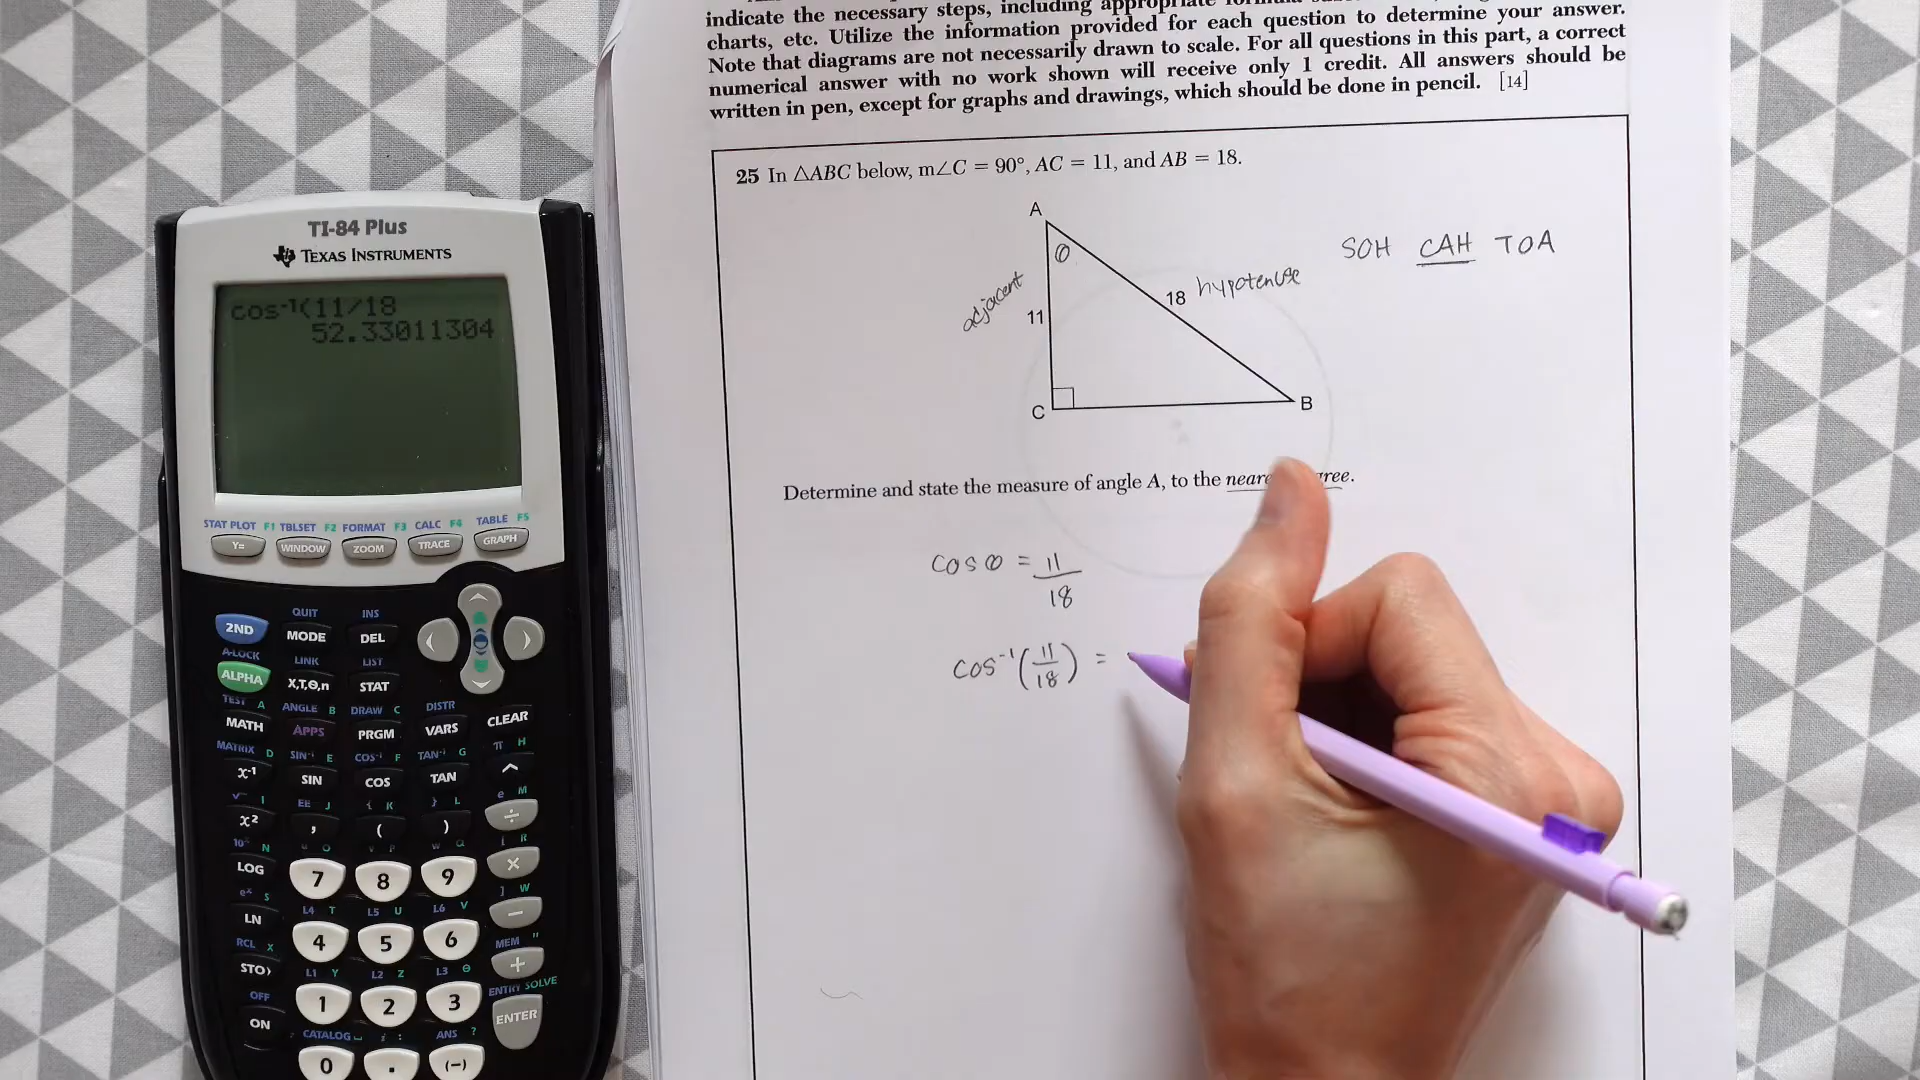 indicate the necessary steps, including appropriate
charts, etc. Utilize the information provided for each question to determine your answer.
Note that diagrams are not necessarily drawn to scale. For all questions in this part, a correct
numerical answer with no work shown will receive only 1 credit. All answers should be
written in pen, except for graphs and drawings, which should be done in pencil. [14]
25 In △ABC below, m∠C = 90°, AC = 11, and AB = 18.
A
θ
SOH CAH TOA
adjacent
11
18 hypotenuse
C
B
Determine and state the measure of angle A, to the
cos θ = 11/18
cos⁻¹(11/18) =
TI-84 Plus
TEXAS INSTRUMENTS
cos⁻¹(11/18
52.33011304
STAT PLOT F1 TBLSET F2 FORMAT F3 CALC F4 TABLE F5
Y= WINDOW ZOOM TRACE GRAPH
QUIT INS
2ND MODE DEL
A-LOCK LINK LIST
ALPHA X,T,Θ,n STAT
TEST A ANGLE B DRAW C DISTR
MATH APPS PRGM VARS CLEAR
MATRIX D SIN⁻¹ E COS⁻¹ F TAN⁻¹ G π H
x⁻¹ SIN COS TAN ^
√ I EE J { K } L e M
x² , ( ) ÷
10ˣ N u O v P w Q [ R
LOG 7 8 9 ×
eˣ S L4 T L5 U L6 V ] W
LN 4 5 6 −
RCL X L1 Y L2 Z L3 θ MEM "
STO 1 2 3 +
OFF CATALOG i : ANS ? ENTRY SOLVE
ON 0 . (−) ENTER